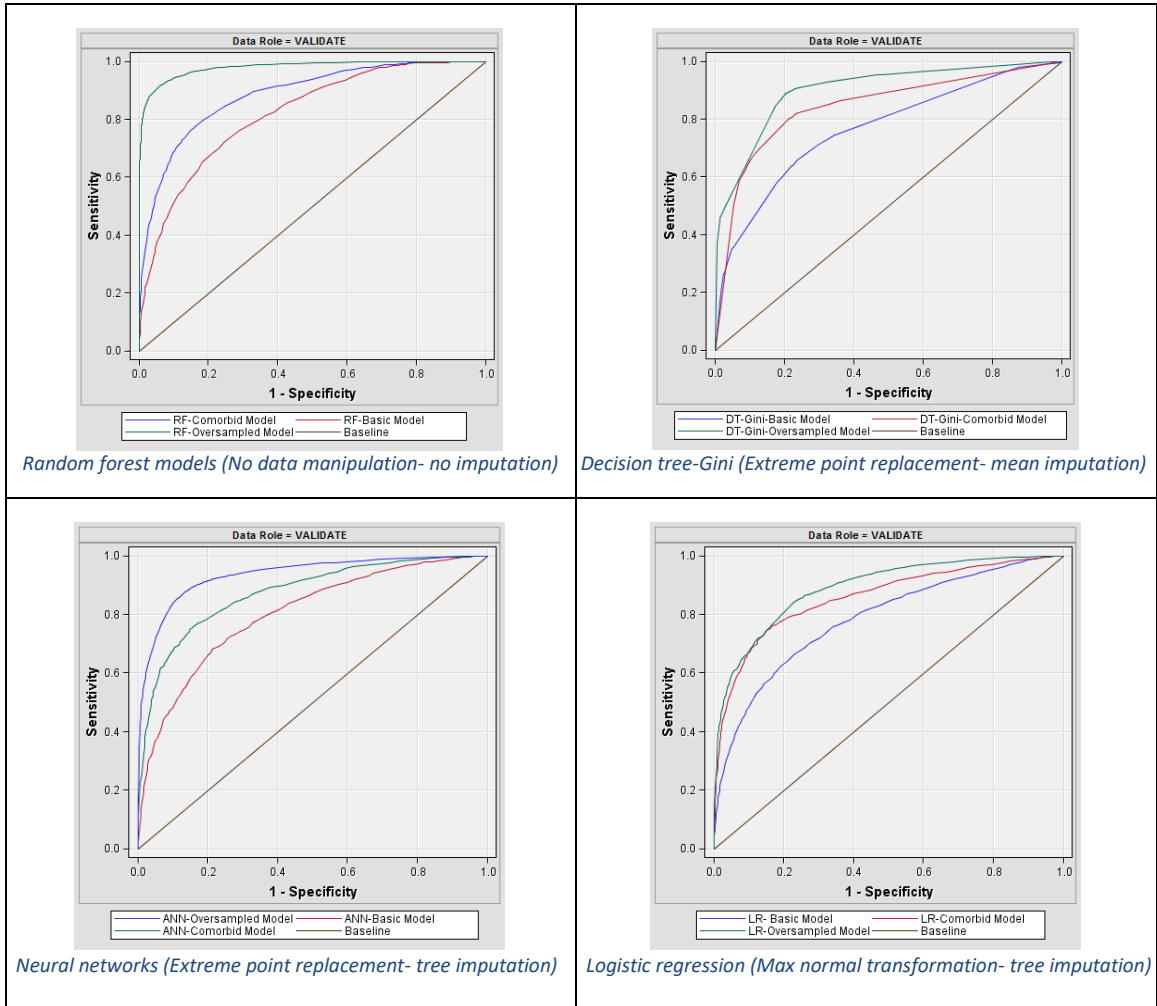 Data Role = VALIDATE
1.0
0.8
0.6
0.4
0.2
0.0
Sensitivity
0.0 0.2 0.4 0.6 0.8 1.0
1 - Specificity
RF-Comorbid Model RF-Basic Model
RF-Oversampled Model Baseline
Random forest models (No data manipulation- no imputation)
Data Role = VALIDATE
1.0
0.8
0.6
0.4
0.2
0.0
Sensitivity
0.0 0.2 0.4 0.6 0.8 1.0
1 - Specificity
DT-Gini-Basic Model DT-Gini-Comorbid Model
DT-Gini-Oversampled Model Baseline
Decision tree-Gini (Extreme point replacement- mean imputation)
Data Role = VALIDATE
1.0
0.8
0.6
0.4
0.2
0.0
Sensitivity
0.0 0.2 0.4 0.6 0.8 1.0
1 - Specificity
ANN-Oversampled Model ANN-Basic Model
ANN-Comorbid Model Baseline
Neural networks (Extreme point replacement- tree imputation)
Data Role = VALIDATE
1.0
0.8
0.6
0.4
0.2
0.0
Sensitivity
0.0 0.2 0.4 0.6 0.8 1.0
1 - Specificity
LR- Basic Model LR-Comorbid Model
LR-Oversampled Model Baseline
Logistic regression (Max normal transformation- tree imputation)